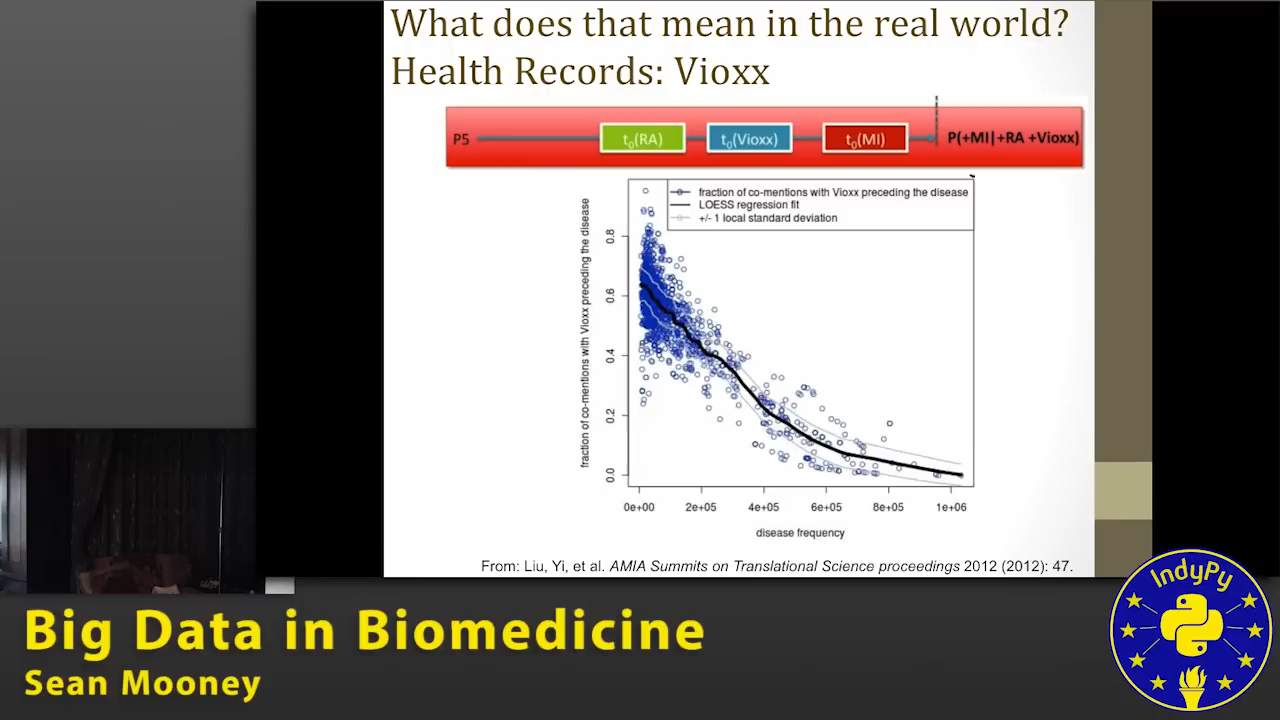 What does that mean in the real world?
Health Records: Vioxx
P5
t0(RA)
t0(Vioxx)
t0(MI)
P(+MI|+RA +Vioxx)
fraction of co-mentions with Vioxx preceding the disease
LOESS regression fit
+/- 1 local standard deviation
fraction of co-mentions with Vioxx preceding the disease
0.8
0.6
0.4
0.2
0.0
0e+00 2e+05 4e+05 6e+05 8e+05 1e+06
disease frequency
From: Liu, Yi, et al. AMIA Summits on Translational Science proceedings 2012 (2012): 47.
Big Data in Biomedicine
Sean Mooney
IndyPy